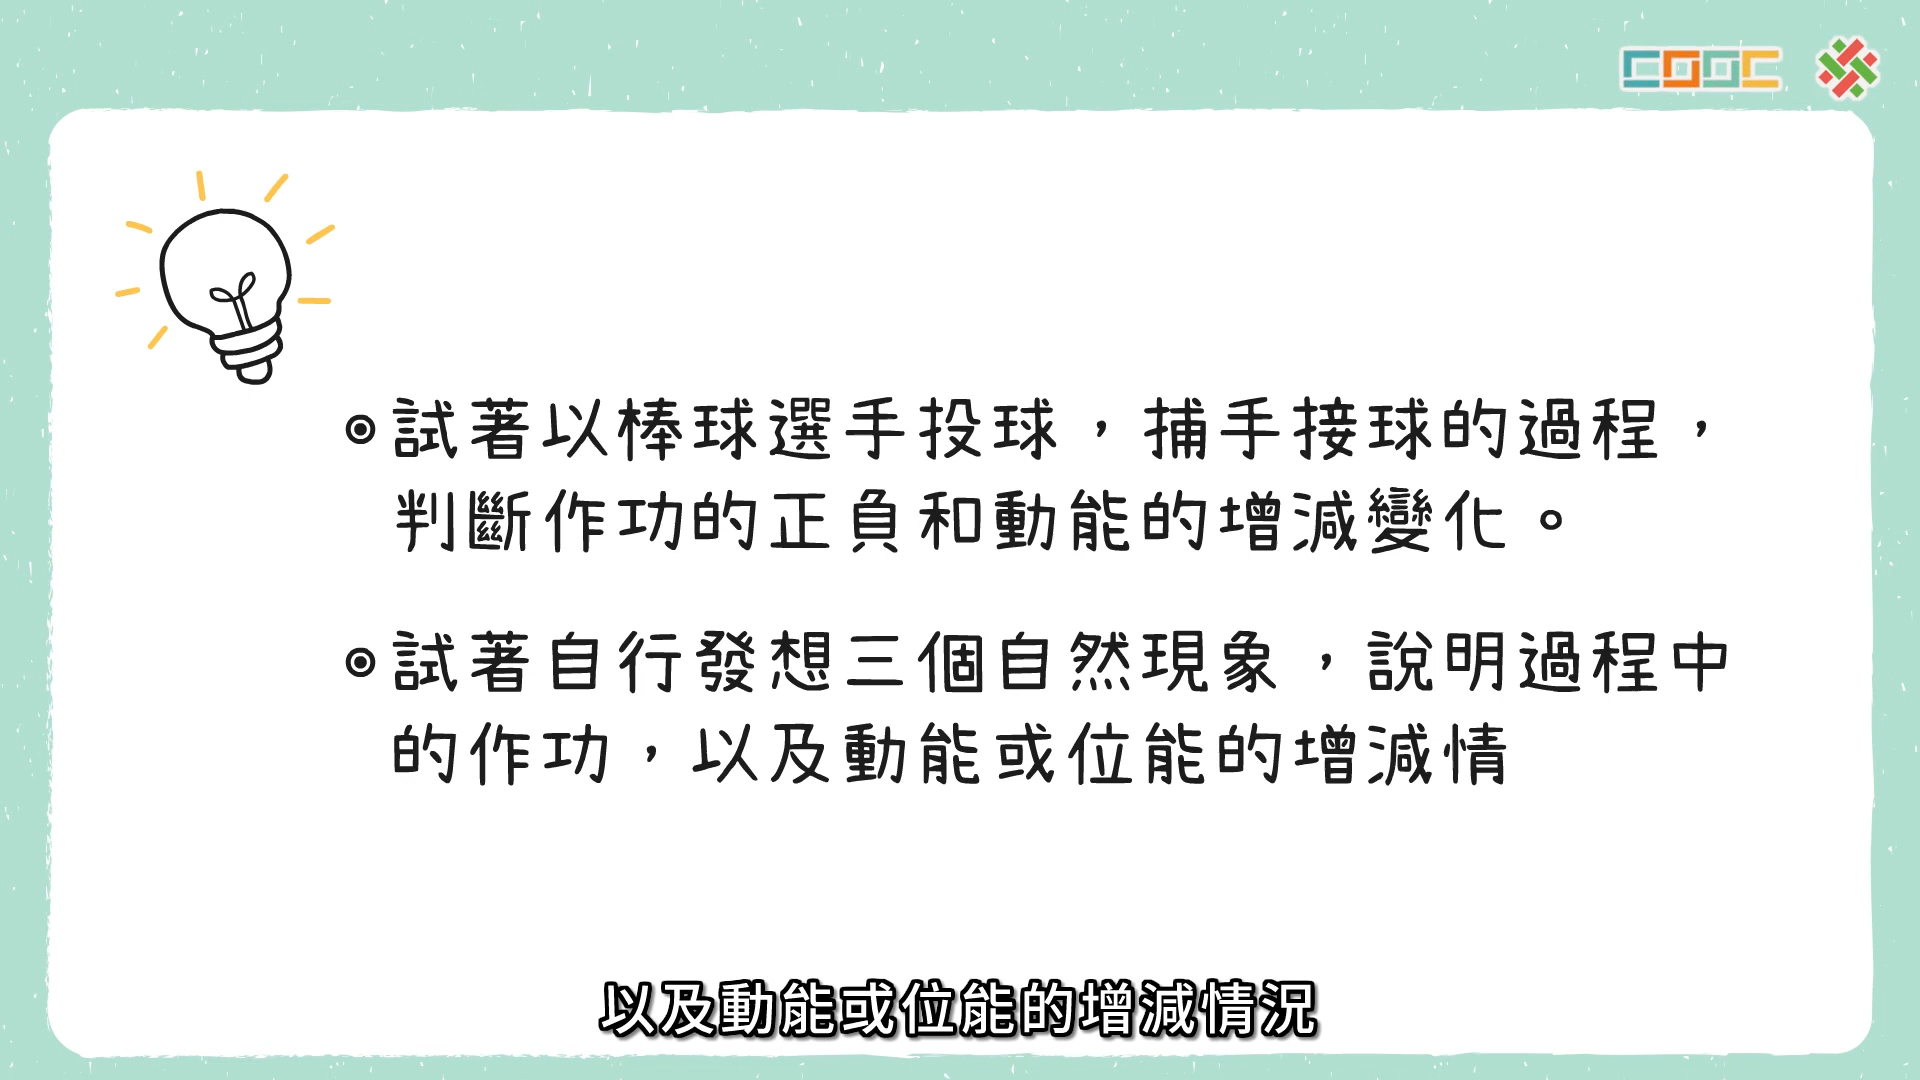 COOC
⊙試著以棒球選手投球，捕手接球的過程，
判斷作功的正負和動能的增減變化。
⊙試著自行發想三個自然現象，說明過程中
的作功，以及動能或位能的增減情
以及動能或位能的增減情況